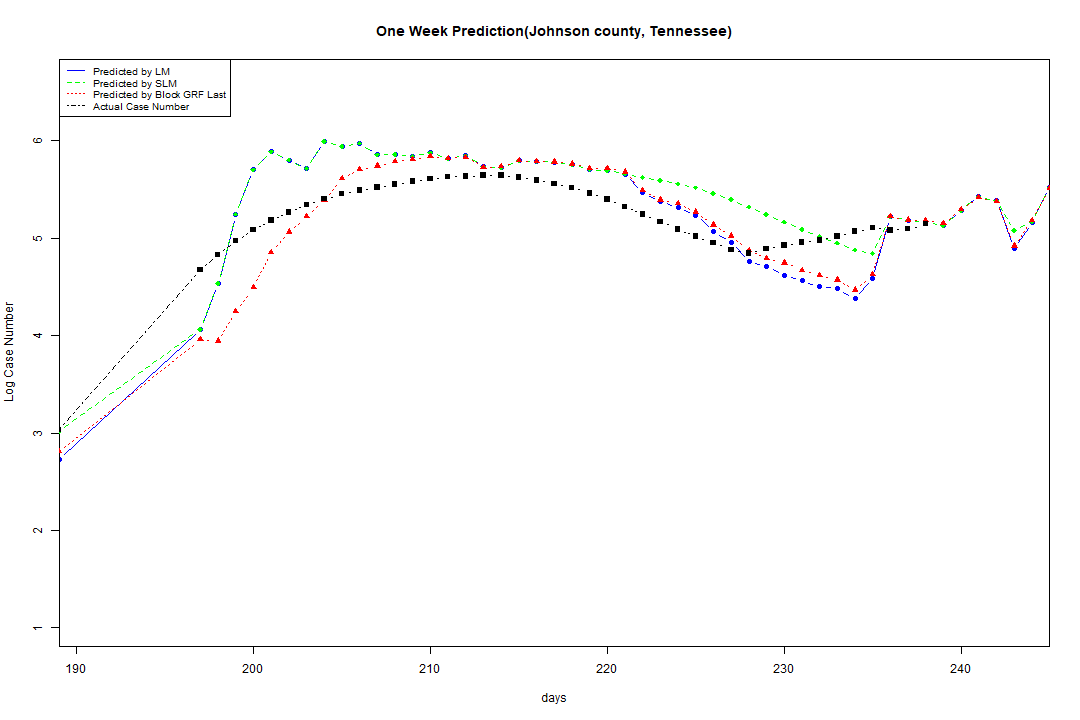 One Week Prediction(Johnson county, Tennessee)
Predicted by LM
Predicted by SLM
Predicted by Block GRF Last
Actual Case Number
Log Case Number
6
5
4
3
2
1
190 200 210 220 230 240
days